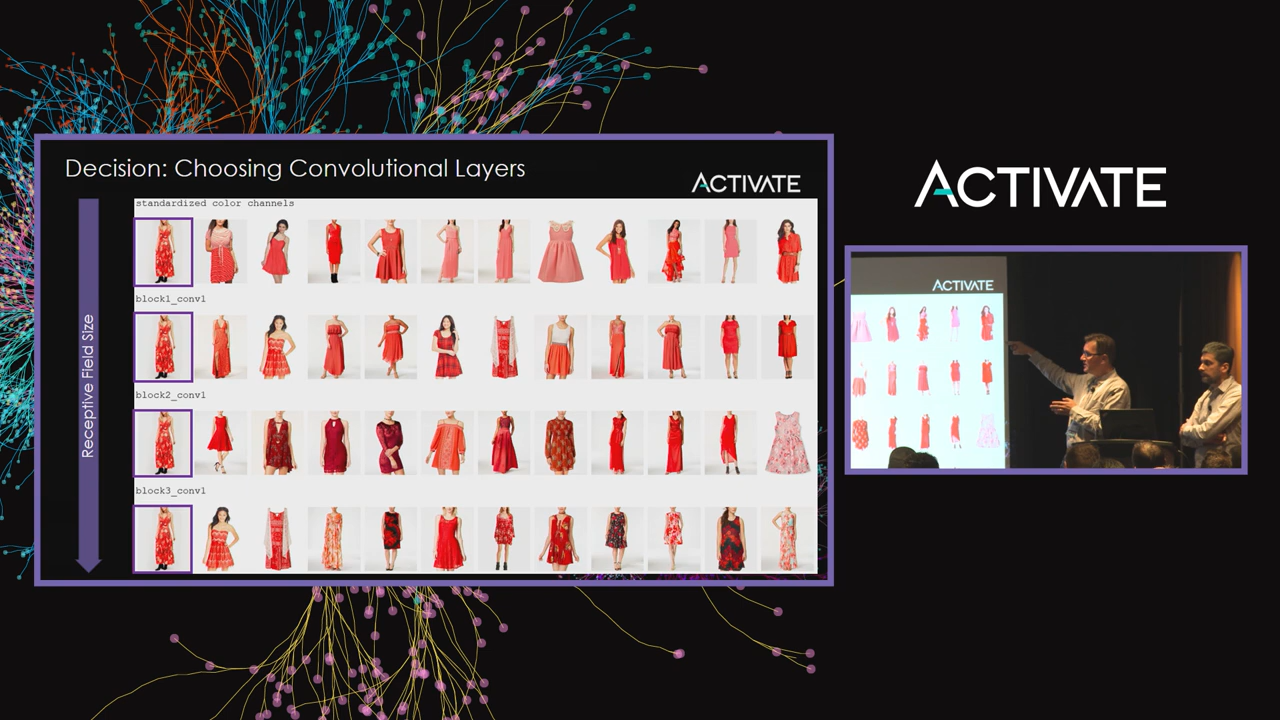 Decision: Choosing Convolutional Layers
ACTIVATE
Receptive Field Size
standardized color channels
block1_conv1
block2_conv1
block3_conv1
ACTIVATE
ACTIVATE